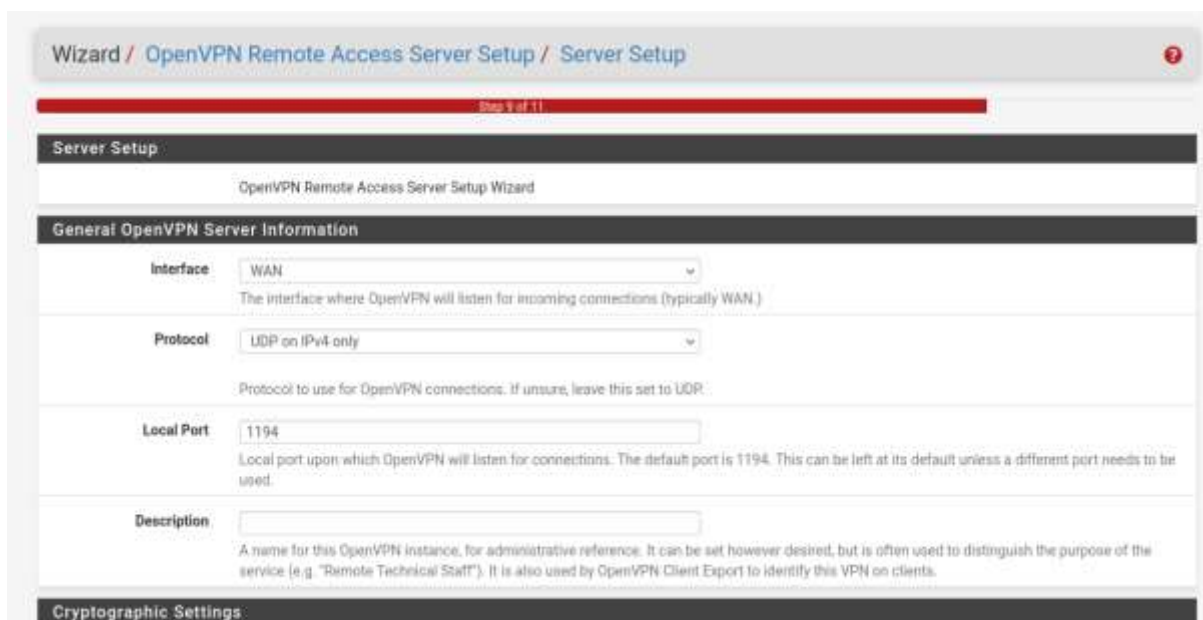 Wizard / OpenVPN Remote Access Server Setup / Server Setup
Step 9 of 11
Server Setup
OpenVPN Remote Access Server Setup Wizard
General OpenVPN Server Information
Interface
WAN
The interface where OpenVPN will listen for incoming connections (typically WAN.)
Protocol
UDP on IPv4 only
Protocol to use for OpenVPN connections. If unsure, leave this set to UDP.
Local Port
1194
Local port upon which OpenVPN will listen for connections. The default port is 1194. This can be left at its default unless a different port needs to be
used.
Description
A name for this OpenVPN instance, for administrative reference. It can be set however desired, but is often used to distinguish the purpose of the
service (e.g. "Remote Technical Staff"). It is also used by OpenVPN Client Export to identify this VPN on clients.
Cryptographic Settings